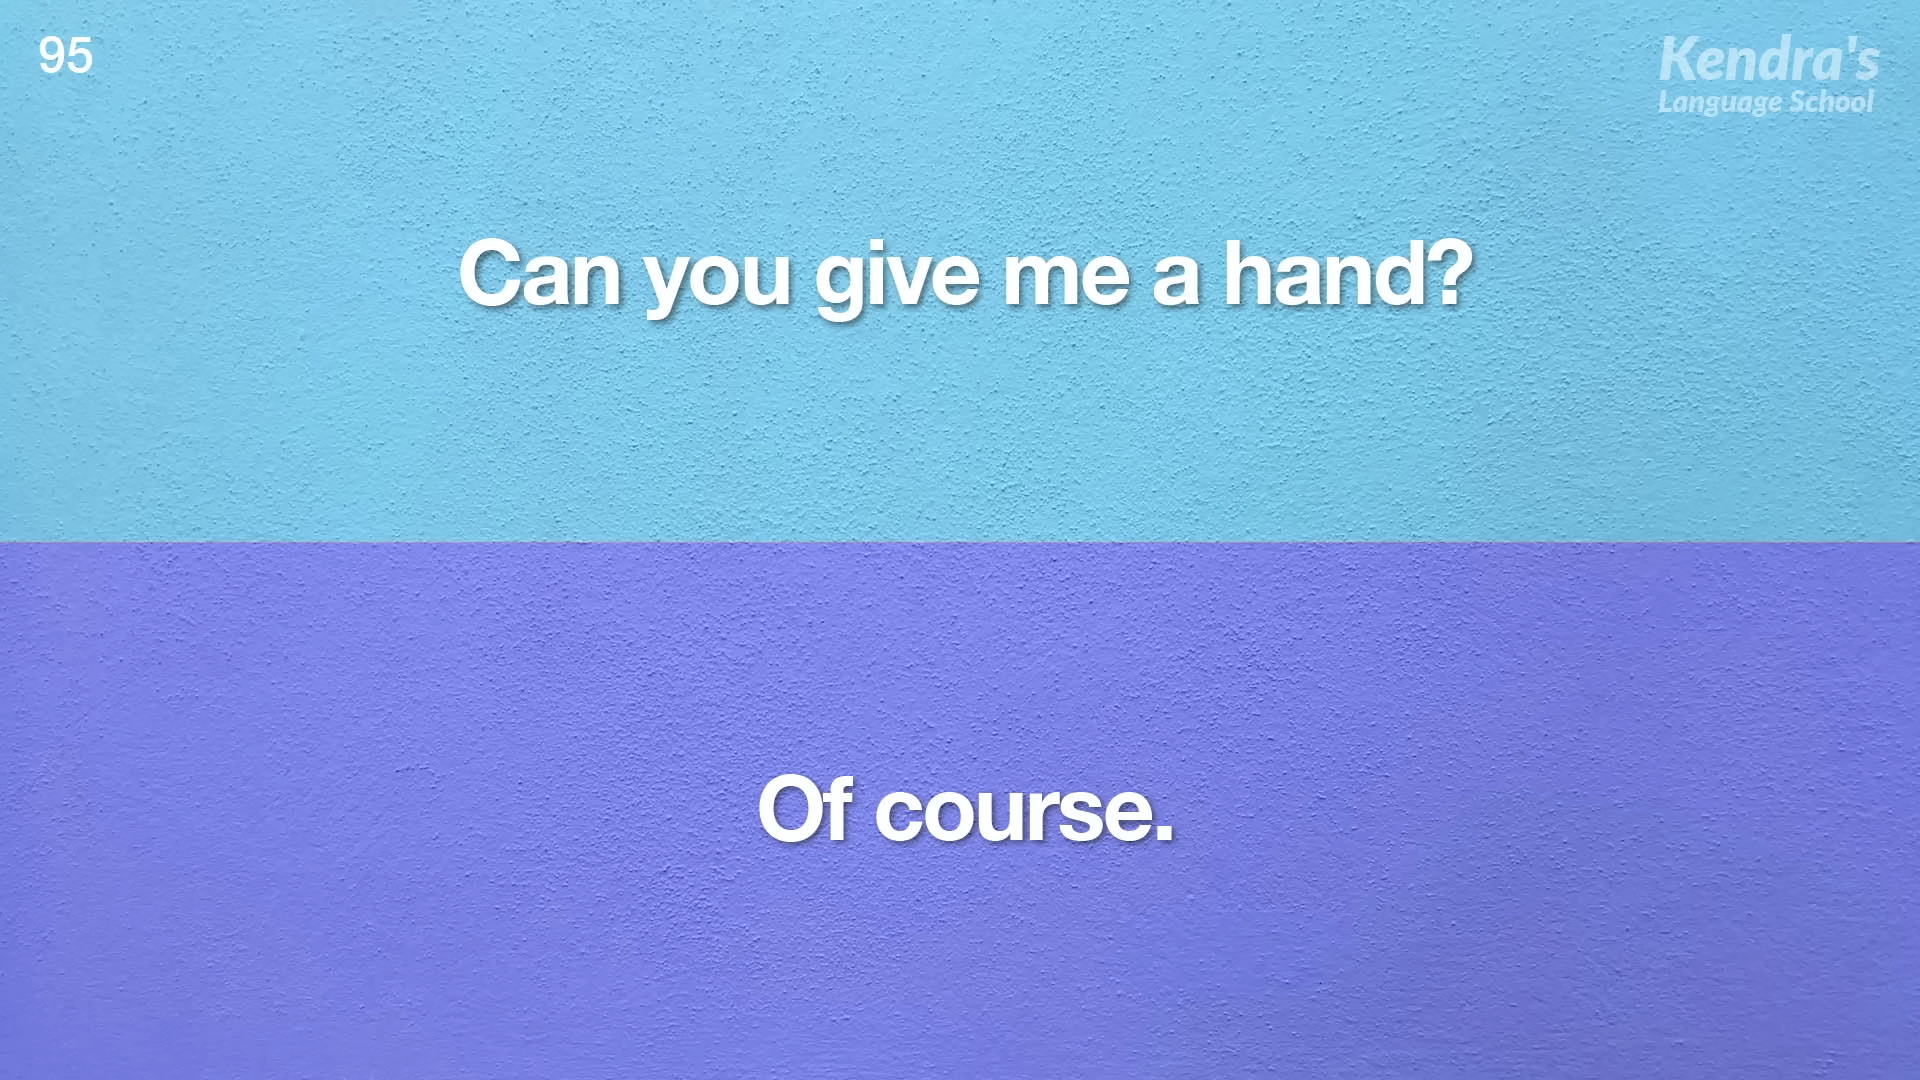 95
Kendra's
Language School
Can you give me a hand?
Of course.